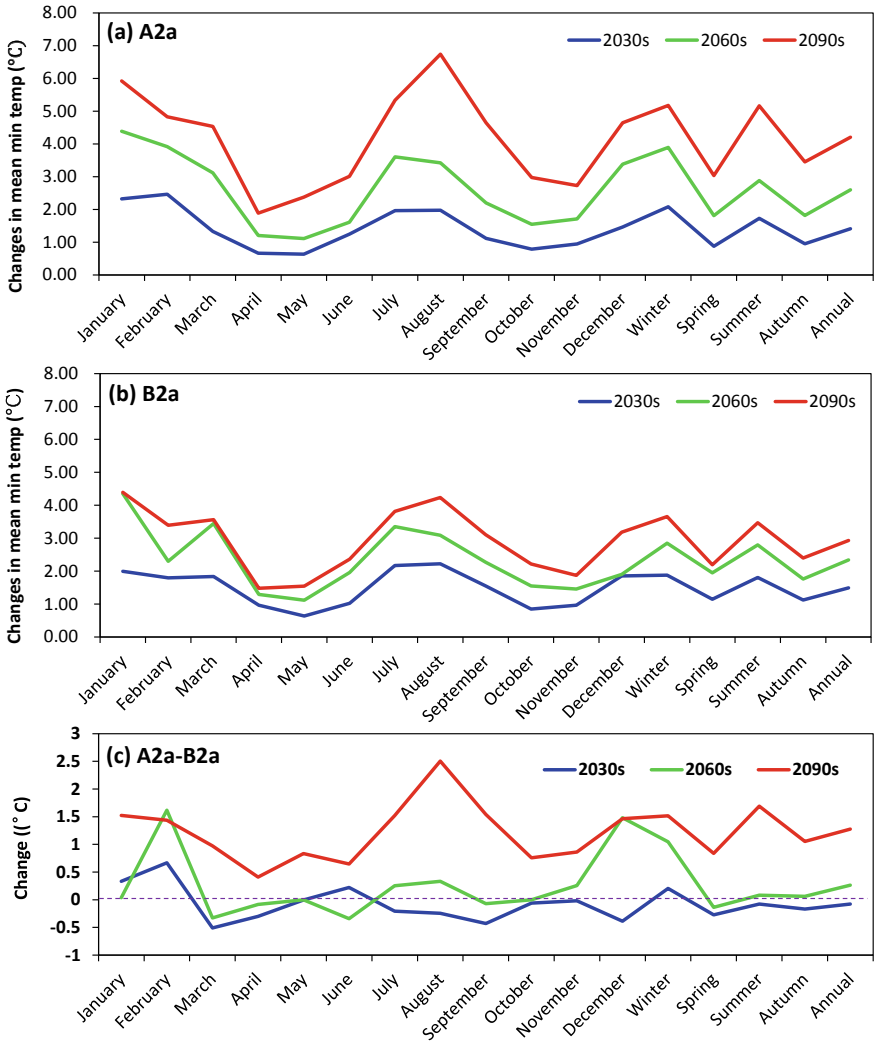 (a) A2a
2030s 2060s 2090s
Changes in mean min temp (°C)
8.00
7.00
6.00
5.00
4.00
3.00
2.00
1.00
0.00
January February March April May June July August September October November December Winter Spring Summer Autumn Annual
(b) B2a
2030s 2060s 2090s
Changes in mean min temp (°C)
8.00
7.00
6.00
5.00
4.00
3.00
2.00
1.00
0.00
January February March April May June July August September October November December Winter Spring Summer Autumn Annual
(c) A2a-B2a
2030s 2060s 2090s
Change ((° C)
3
2.5
2
1.5
1
0.5
0
-0.5
-1
January February March April May June July August September October November December Winter Spring Summer Autumn Annual